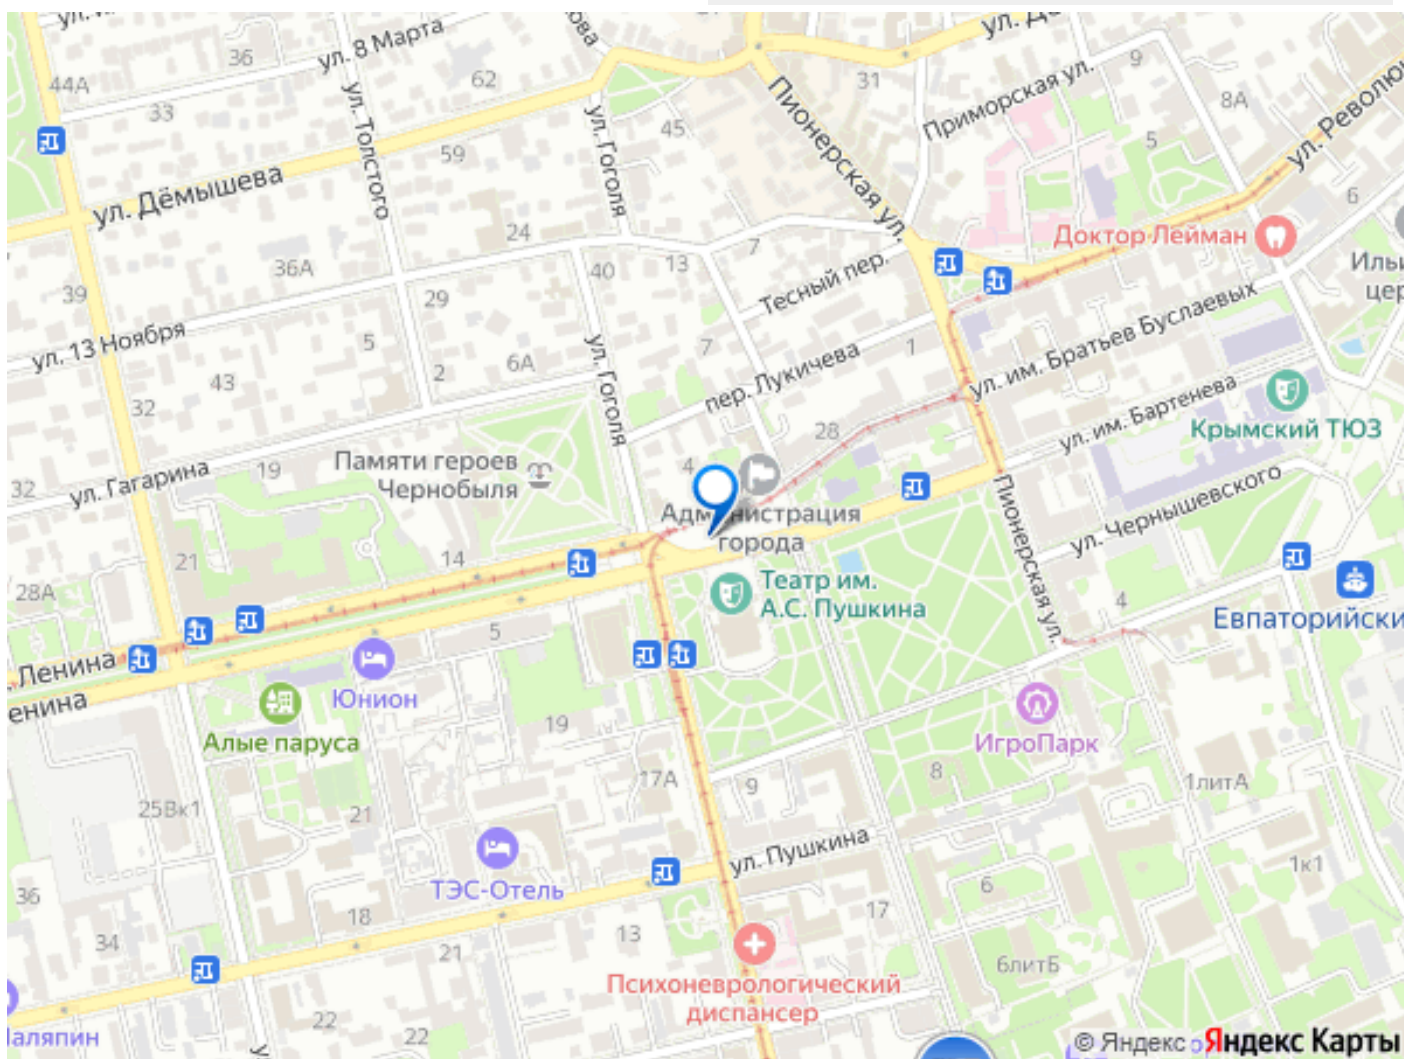 ул. 8 Марта
36
44А
33
62
ул. Толстого
ул. Гоголя
45
59
ул. Дёмышева
31
Пионерская ул.
Приморская ул.
9
8А
5
6
Доктор Лейман
24
36А
40
13
7
Тесный пер.
39
29
ул. 13 Ноября
5
6А
2
43
32
ул. Гоголя
7
1
пер. Лукичева
ул. им. Братьев Буслаевых
ул. им. Бартенева
Крымский ТЮЗ
28
4
19
ул. Гагарина
32
Памяти героев
Чернобыля
Администрация
города
ул. Чернышевского
Пионерская ул.
21
14
28А
Театр им.
А.С. Пушкина
4
5
Ленина
Юнион
Алые паруса
19
17А
9
8
ИгроПарк
1литА
25Вк1
21
ул. Пушкина
ТЭС-Отель
1к1
36
18
34
21
13
17
6
6литБ
Психоневрологический
диспансер
22
22
© Яндекс
Яндекс Карты